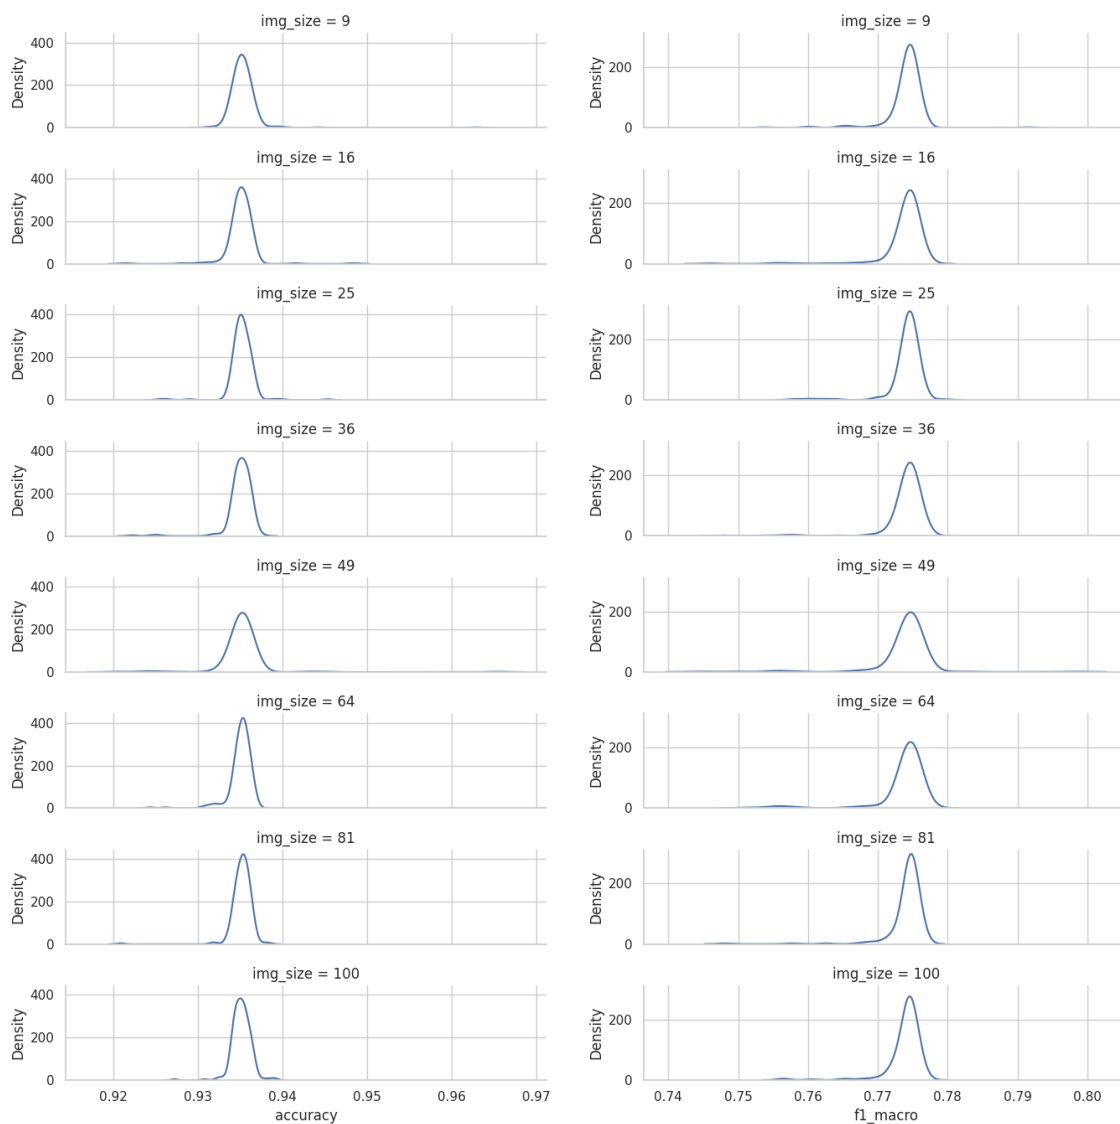 img_size = 9
400
200
0
Density
img_size = 9
200
0
Density
img_size = 16
400
200
0
Density
img_size = 16
200
0
Density
img_size = 25
400
200
0
Density
img_size = 25
200
0
Density
img_size = 36
400
200
0
Density
img_size = 36
200
0
Density
img_size = 49
400
200
0
Density
img_size = 49
200
0
Density
img_size = 64
400
200
0
Density
img_size = 64
200
0
Density
img_size = 81
400
200
0
Density
img_size = 81
200
0
Density
img_size = 100
400
200
0
Density
0.92 0.93 0.94 0.95 0.96 0.97
accuracy
img_size = 100
200
0
Density
0.74 0.75 0.76 0.77 0.78 0.79 0.80
f1_macro